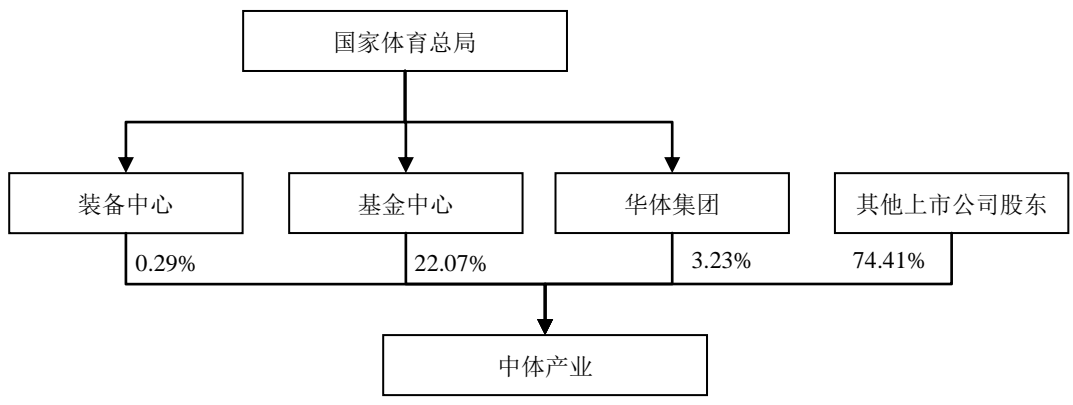 国家体育总局
装备中心
基金中心
华体集团
其他上市公司股东
0.29%
22.07%
3.23%
74.41%
中体产业